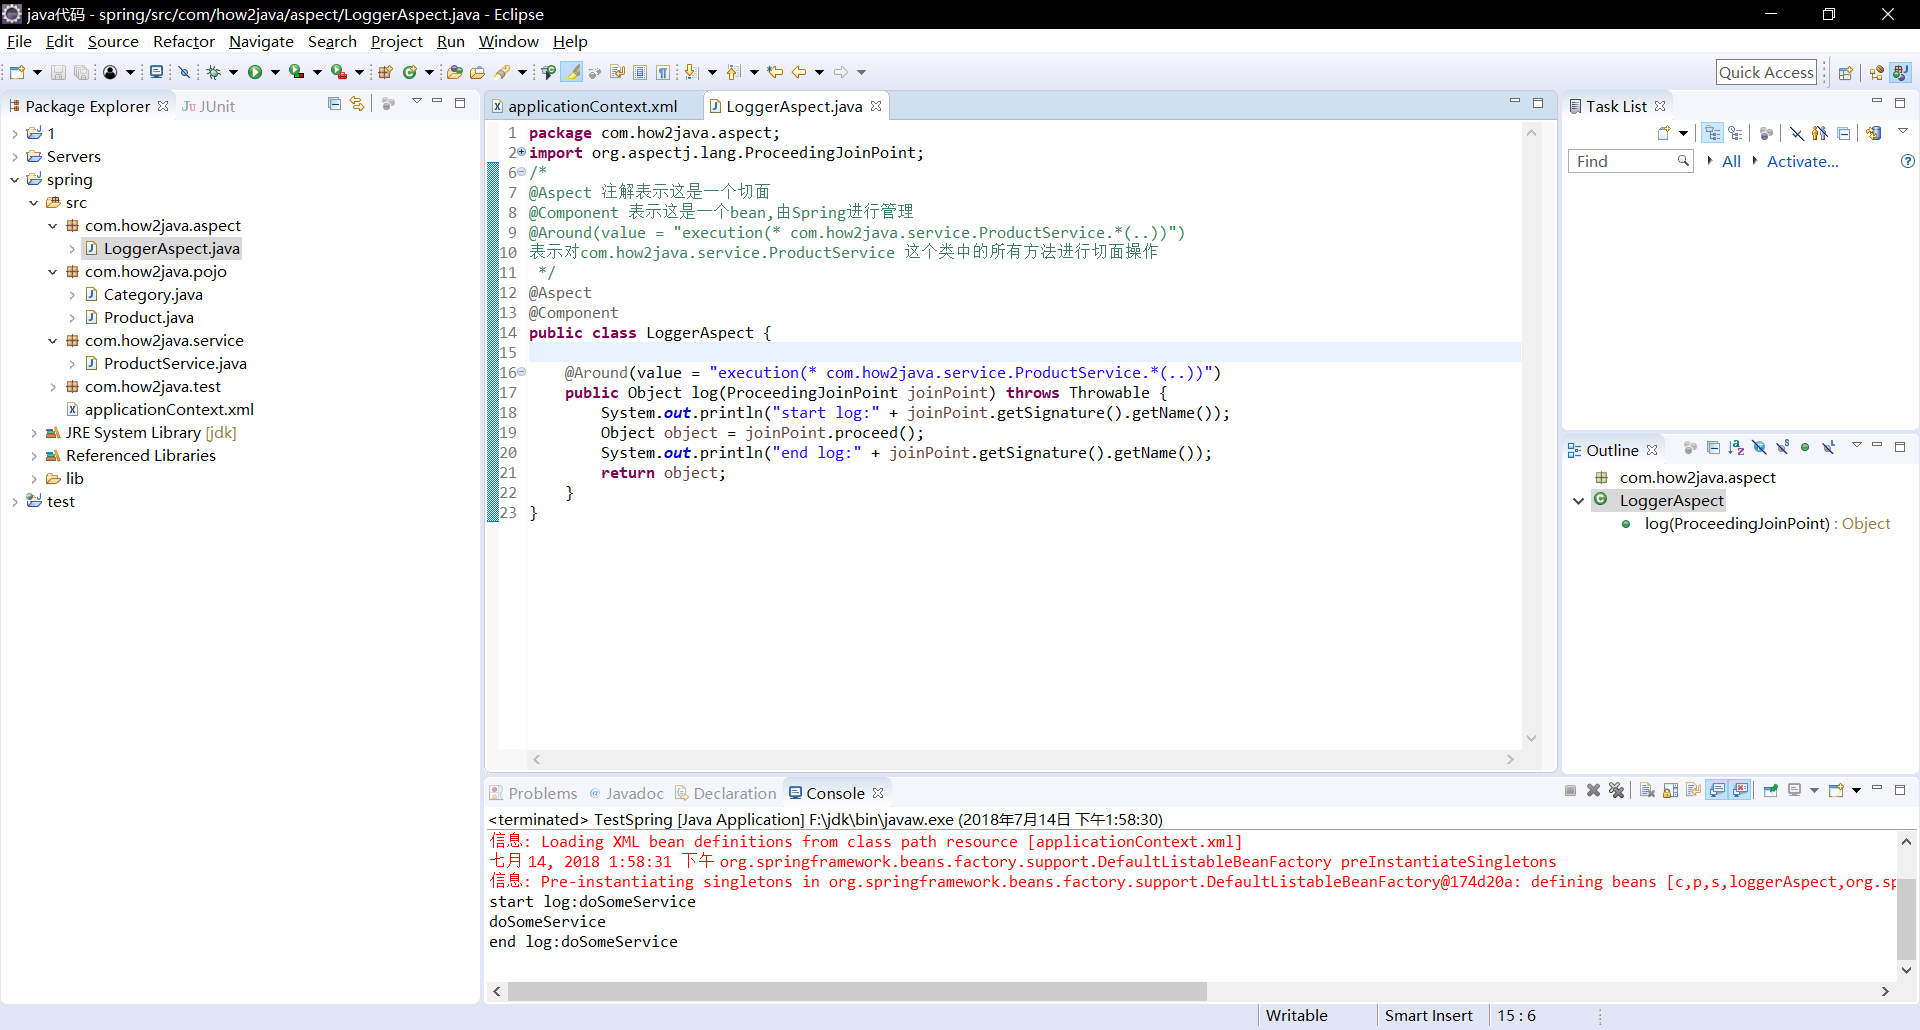 java代码 - spring/src/com/how2java/aspect/LoggerAspect.java - Eclipse
File Edit Source Refactor Navigate Search Project Run Window Help
Quick Access
Package Explorer
JUnit
1
Servers
spring
src
com.how2java.aspect
LoggerAspect.java
com.how2java.pojo
Category.java
Product.java
com.how2java.service
ProductService.java
com.how2java.test
applicationContext.xml
JRE System Library [jdk]
Referenced Libraries
lib
test
applicationContext.xml LoggerAspect.java
1 package com.how2java.aspect;
2 import org.aspectj.lang.ProceedingJoinPoint;
6 /*
7 @Aspect 注解表示这是一个切面
8 @Component 表示这是一个bean,由Spring进行管理
9 @Around(value = "execution(* com.how2java.service.ProductService.*(..))")
10 表示对com.how2java.service.ProductService 这个类中的所有方法进行切面操作
11 */
12 @Aspect
13 @Component
14 public class LoggerAspect {
15
16 @Around(value = "execution(* com.how2java.service.ProductService.*(..))")
17 public Object log(ProceedingJoinPoint joinPoint) throws Throwable {
18 System.out.println("start log:" + joinPoint.getSignature().getName());
19 Object object = joinPoint.proceed();
20 System.out.println("end log:" + joinPoint.getSignature().getName());
21 return object;
22 }
23 }
Task List
Find All Activate...
Outline
com.how2java.aspect
LoggerAspect
log(ProceedingJoinPoint) : Object
Problems @ Javadoc Declaration Console
<terminated> TestSpring [Java Application] F:\jdk\bin\javaw.exe (2018年7月14日 下午1:58:30)
信息: Loading XML bean definitions from class path resource [applicationContext.xml]
七月 14, 2018 1:58:31 下午 org.springframework.beans.factory.support.DefaultListableBeanFactory preInstantiateSingletons
信息: Pre-instantiating singletons in org.springframework.beans.factory.support.DefaultListableBeanFactory@174d20a: defining beans [c,p,s,loggerAspect,org.sp
start log:doSomeService
doSomeService
end log:doSomeService
Writable Smart Insert 15 : 6